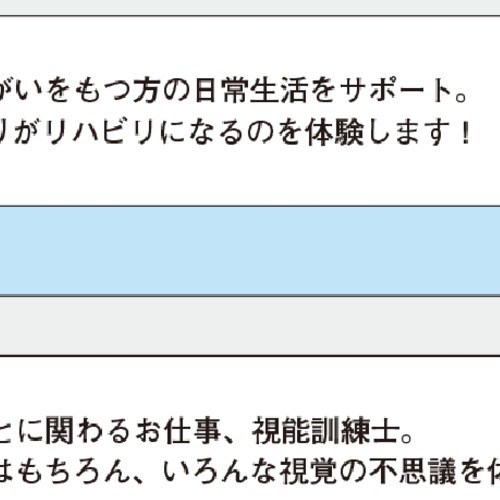 がいをもつ方の日常生活をサポート。
りがリハビリになるのを体験します！
とに関わるお仕事、視能訓練士。
はもちろん、いろんな視覚の不思議を体